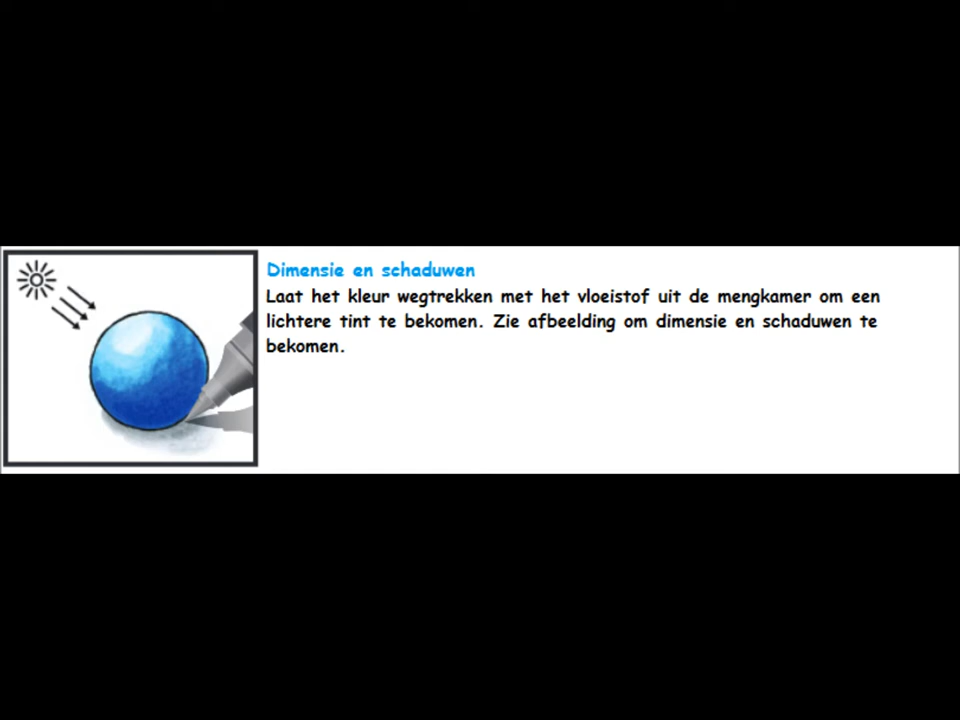 Dimensie en schaduwen
Laat het kleur wegtrekken met het vloeistof uit de mengkamer om een
lichtere tint te bekomen. Zie afbeelding om dimensie en schaduwen te
bekomen.